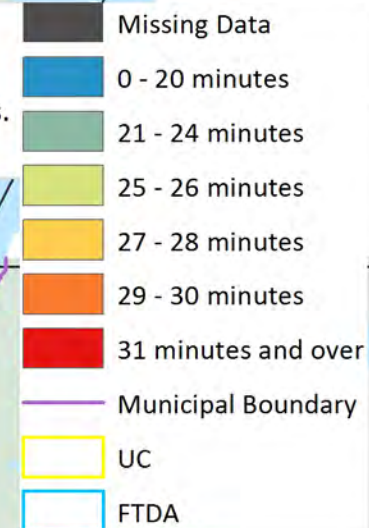 Missing Data
0 - 20 minutes
s.
21 - 24 minutes
25 - 26 minutes
27 - 28 minutes
29 - 30 minutes
31 minutes and over
Municipal Boundary
UC
FTDA